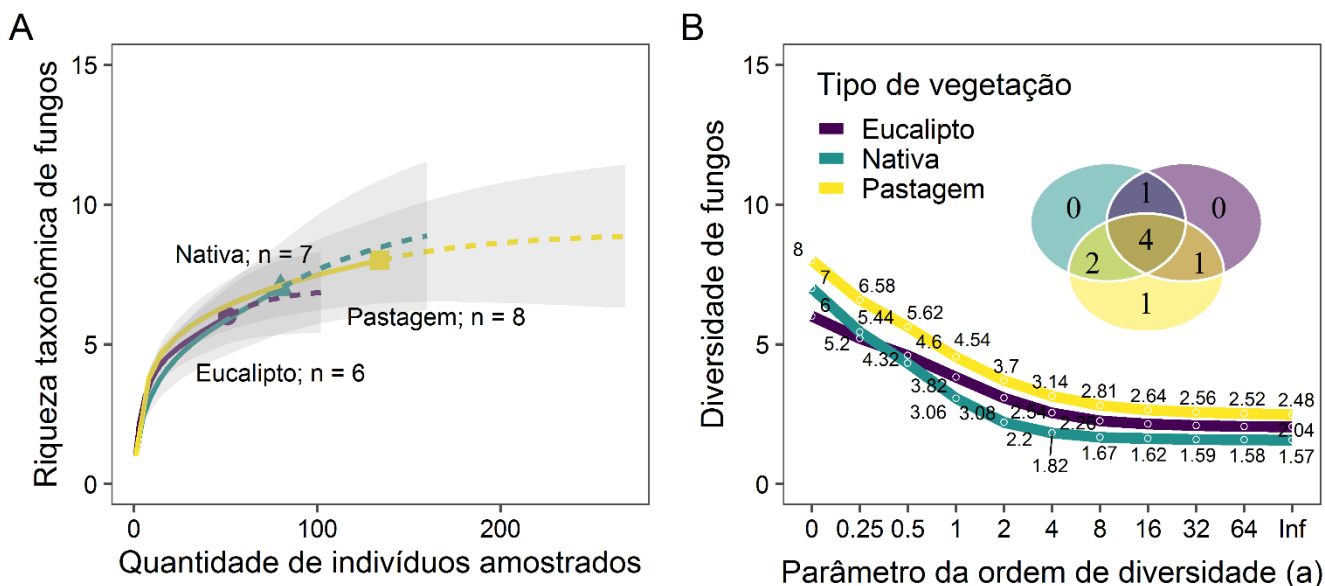 A
Riqueza taxonômica de fungos
15
10
5
0
Nativa; n = 7
Pastagem; n = 8
Eucalipto; n = 6
0 100 200
Quantidade de indivíduos amostrados
B
Diversidade de fungos
15
10
5
0
Tipo de vegetação
Eucalipto
Nativa
Pastagem
0 1 0
4
2 1
1
8 6.58 5.62 4.54 3.7 3.14 2.81 2.64 2.56 2.52 2.48
7 5.44 4.32 3.06 2.2 1.82 1.67 1.62 1.59 1.58 1.57
6 5.2 4.6 3.82 3.08 2.54 2.26 2.04
0 0.25 0.5 1 2 4 8 16 32 64 Inf
Parâmetro da ordem de diversidade (a)